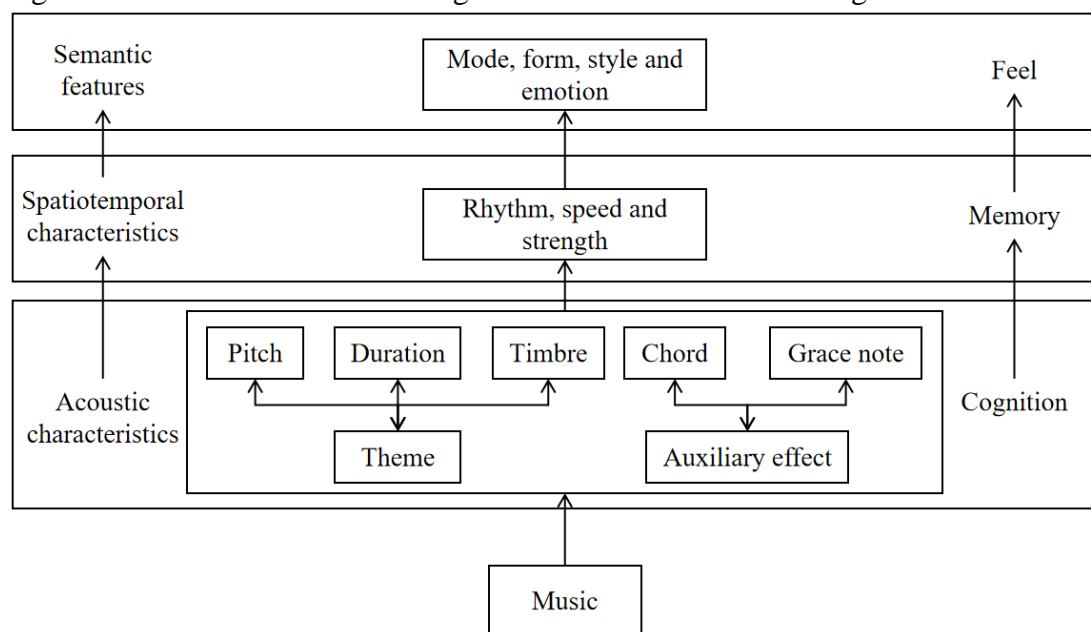 Semantic
features
Mode, form, style and
emotion
Feel
Spatiotemporal
characteristics
Rhythm, speed and
strength
Memory
Pitch
Duration
Timbre
Chord
Grace note
Acoustic
characteristics
Cognition
Theme
Auxiliary effect
Music